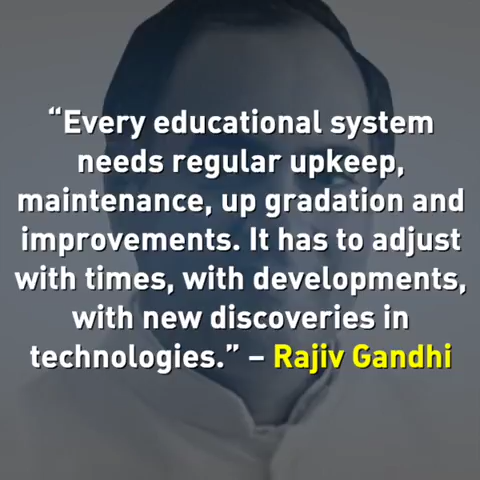 “Every educational system
needs regular upkeep,
maintenance, up gradation and
improvements. It has to adjust
with times, with developments,
with new discoveries in
technologies.” – Rajiv Gandhi